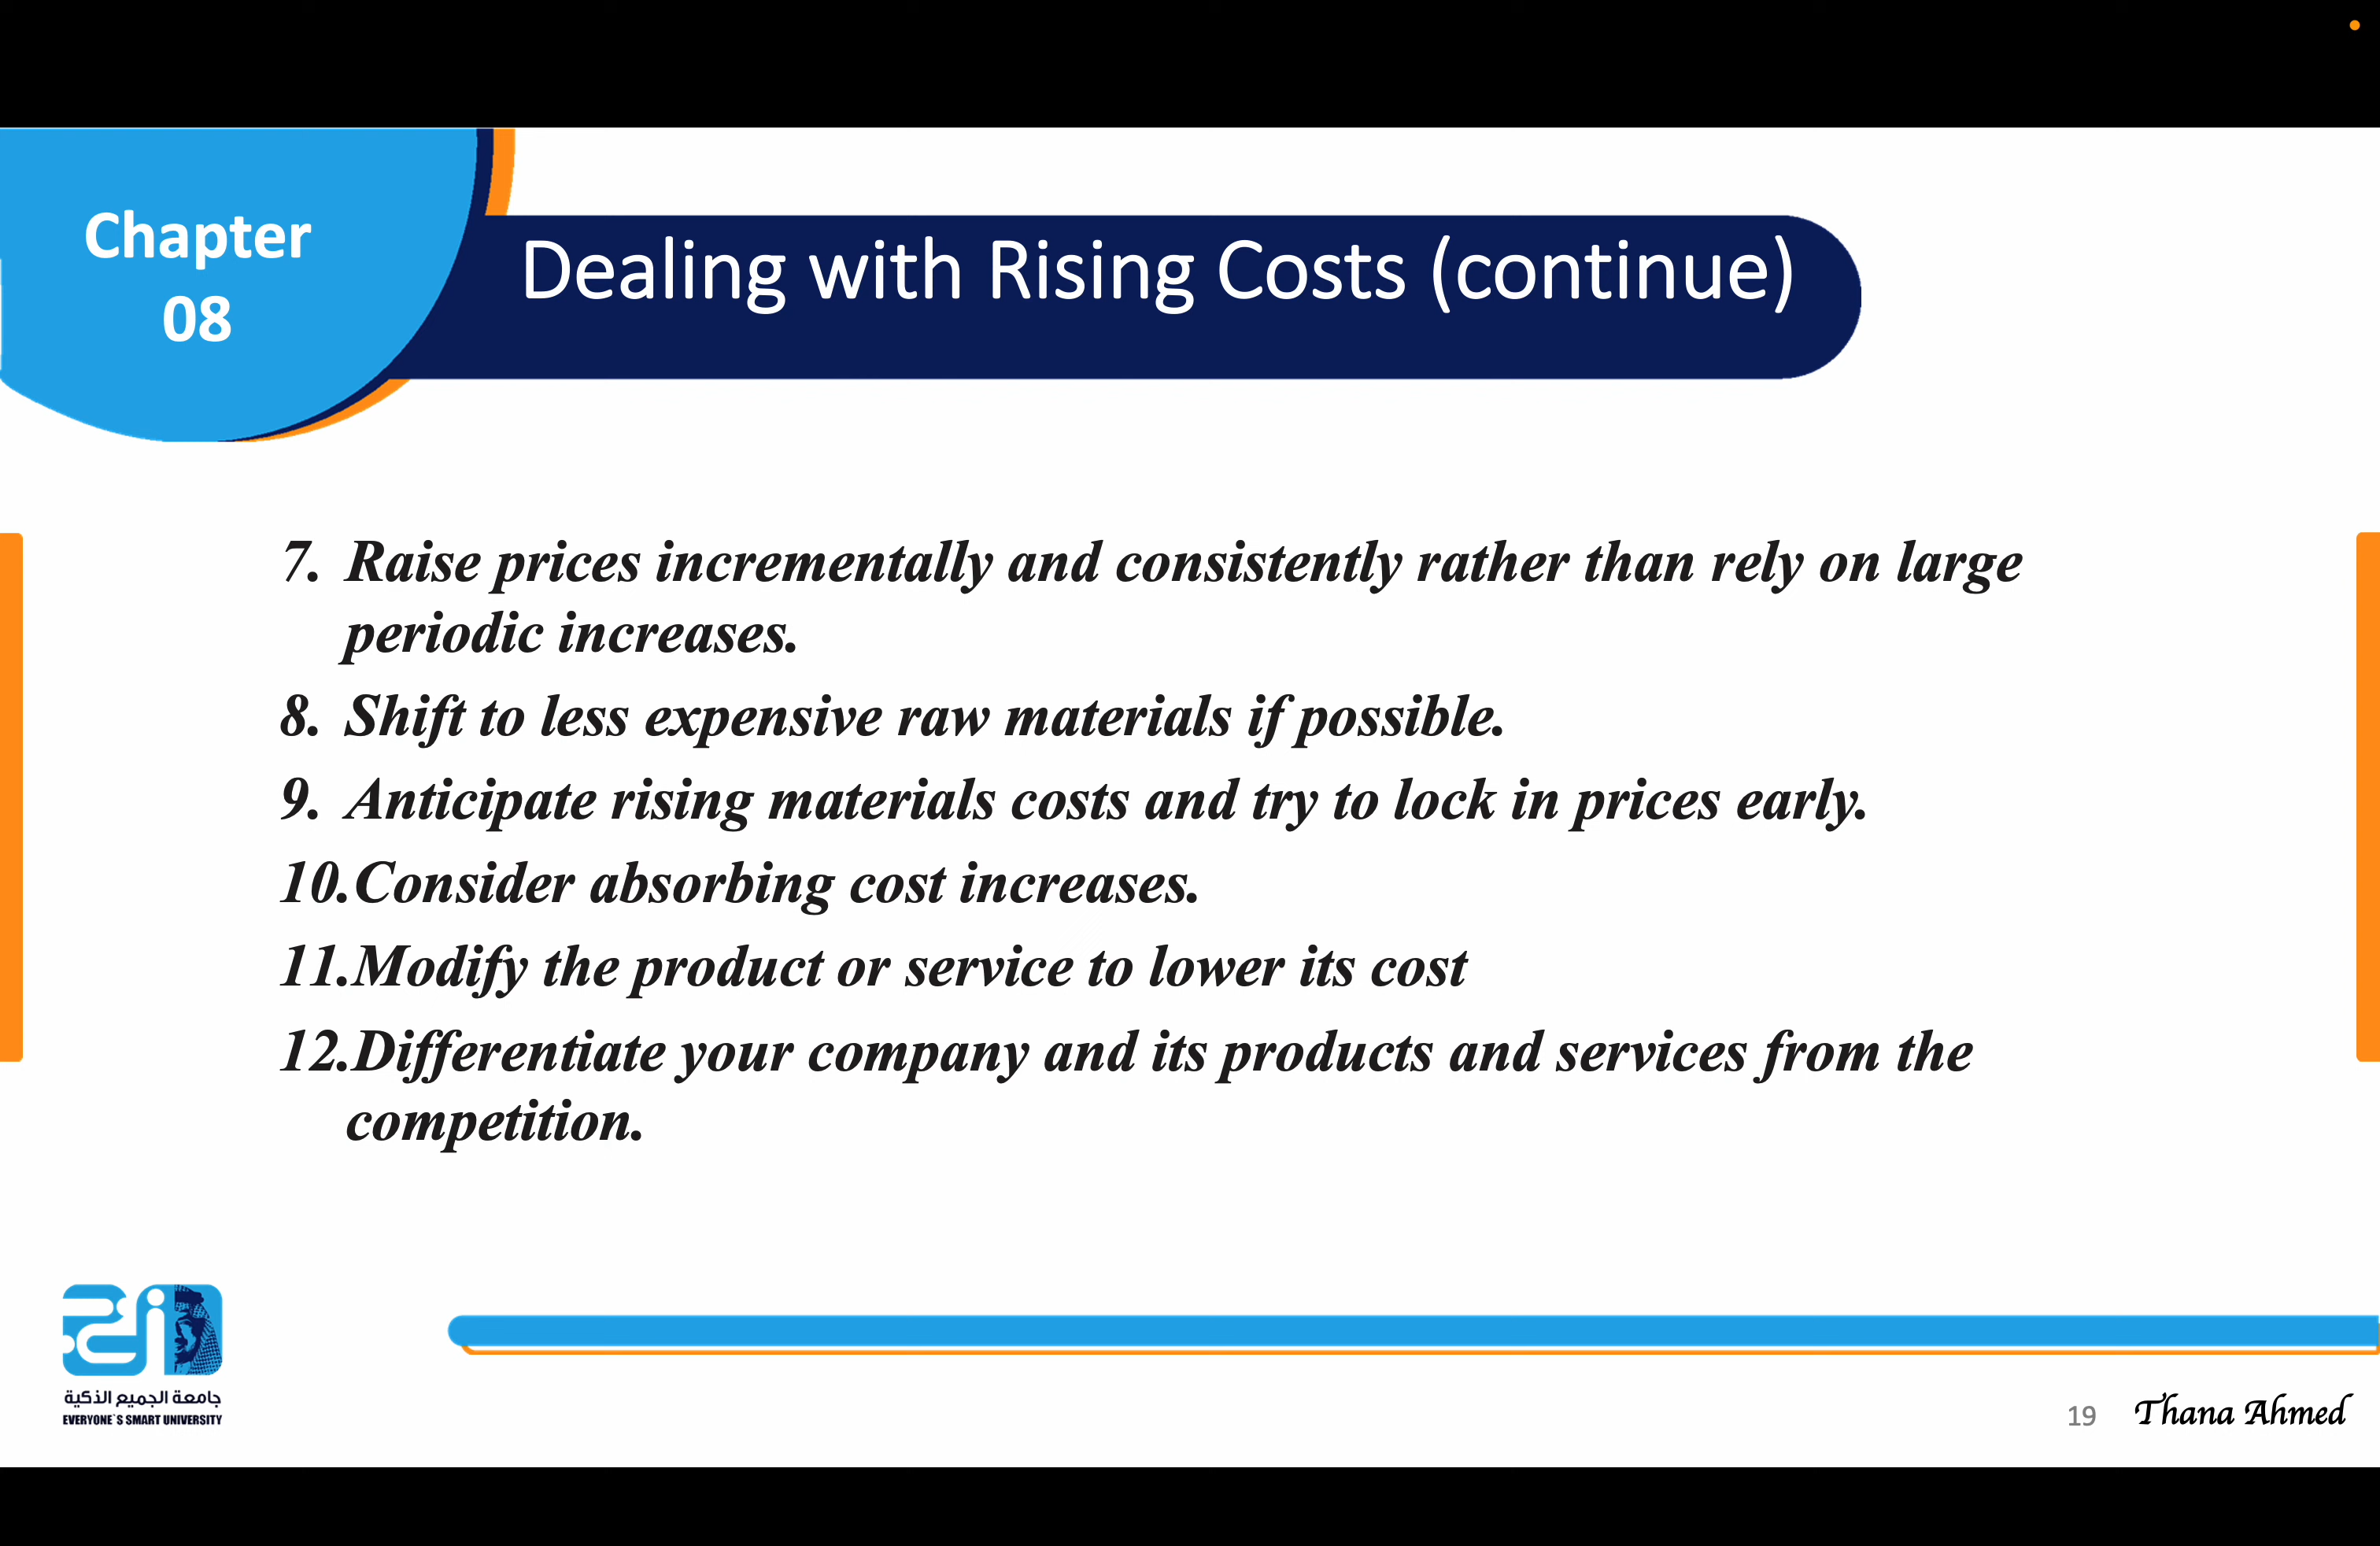 Chapter
08
Dealing with Rising Costs (continue)
7. Raise prices incrementally and consistently rather than rely on large
periodic increases.
8. Shift to less expensive raw materials if possible.
9. Anticipate rising materials costs and try to lock in prices early.
10.Consider absorbing cost increases.
11.Modify the product or service to lower its cost
12.Differentiate your company and its products and services from the
competition.
جامعة الجميع الذكية
EVERYONE`S SMART UNIVERSITY
19
Thana Ahmed